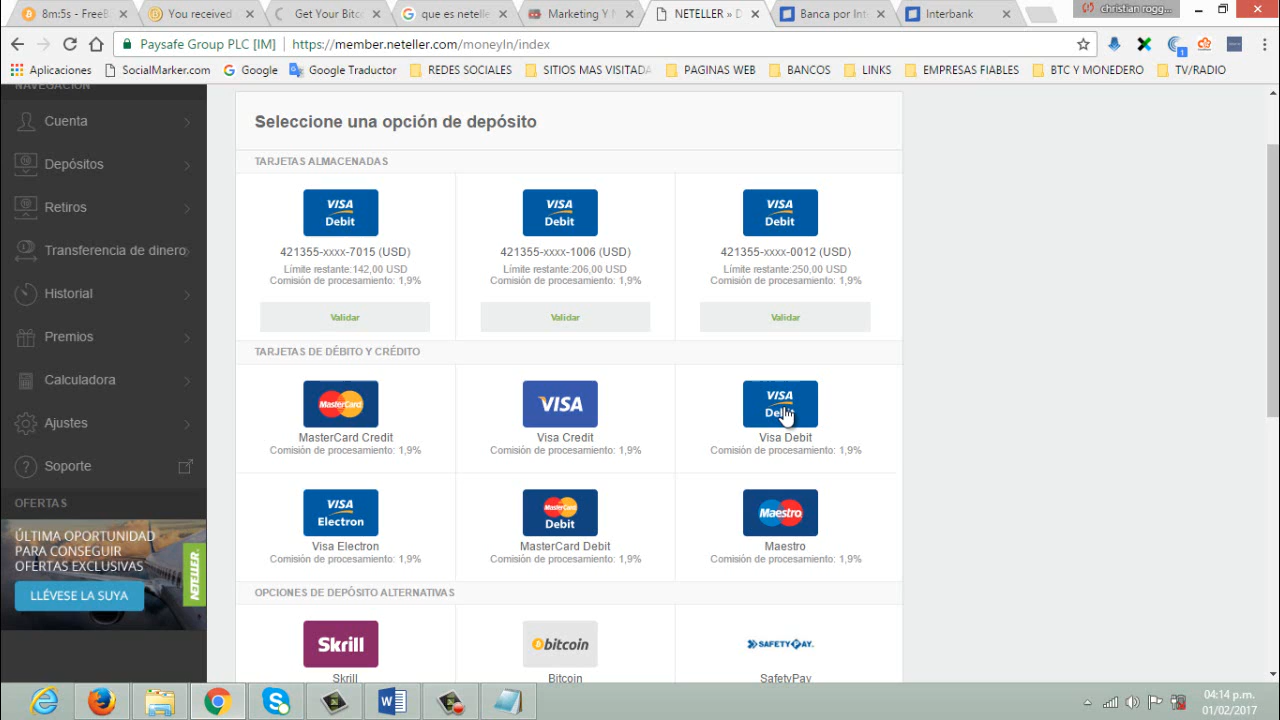 8m:5s - FreeB
You received
Get Your Bitc
que es netelle
Marketing Y N
NETELLER » D
Banca por Int
Interbank
christian rogg...
Paysafe Group PLC [IM]
https://member.neteller.com/moneyIn/index
Aplicaciones
SocialMarker.com
Google
Google Traductor
REDES SOCIALES
SITIOS MAS VISITADA
PAGINAS WEB
BANCOS
LINKS
EMPRESAS FIABLES
BTC Y MONEDERO
TV/RADIO
NAVEGACIÓN
Cuenta
Depósitos
Retiros
Transferencia de dinero
Historial
Premios
Calculadora
Ajustes
Soporte
OFERTAS
ÚLTIMA OPORTUNIDAD
PARA CONSEGUIR
OFERTAS EXCLUSIVAS
LLÉVESE LA SUYA
NETELLER.
Seleccione una opción de depósito
TARJETAS ALMACENADAS
VISA Debit
VISA Debit
VISA Debit
421355-xxxx-7015 (USD)
421355-xxxx-1006 (USD)
421355-xxxx-0012 (USD)
Límite restante:142,00 USD
Límite restante:206,00 USD
Límite restante:250,00 USD
Comisión de procesamiento: 1,9%
Comisión de procesamiento: 1,9%
Comisión de procesamiento: 1,9%
Validar
Validar
Validar
TARJETAS DE DÉBITO Y CRÉDITO
MasterCard
VISA
VISA Debit
MasterCard Credit
Visa Credit
Visa Debit
Comisión de procesamiento: 1,9%
Comisión de procesamiento: 1,9%
Comisión de procesamiento: 1,9%
VISA Electron
MasterCard Debit
Maestro
Visa Electron
MasterCard Debit
Maestro
Comisión de procesamiento: 1,9%
Comisión de procesamiento: 1,9%
Comisión de procesamiento: 1,9%
OPCIONES DE DEPÓSITO ALTERNATIVAS
Skrill
bitcoin
SAFETYPAY.
Skrill
Bitcoin
SafetyPay
04:14 p.m.
01/02/2017